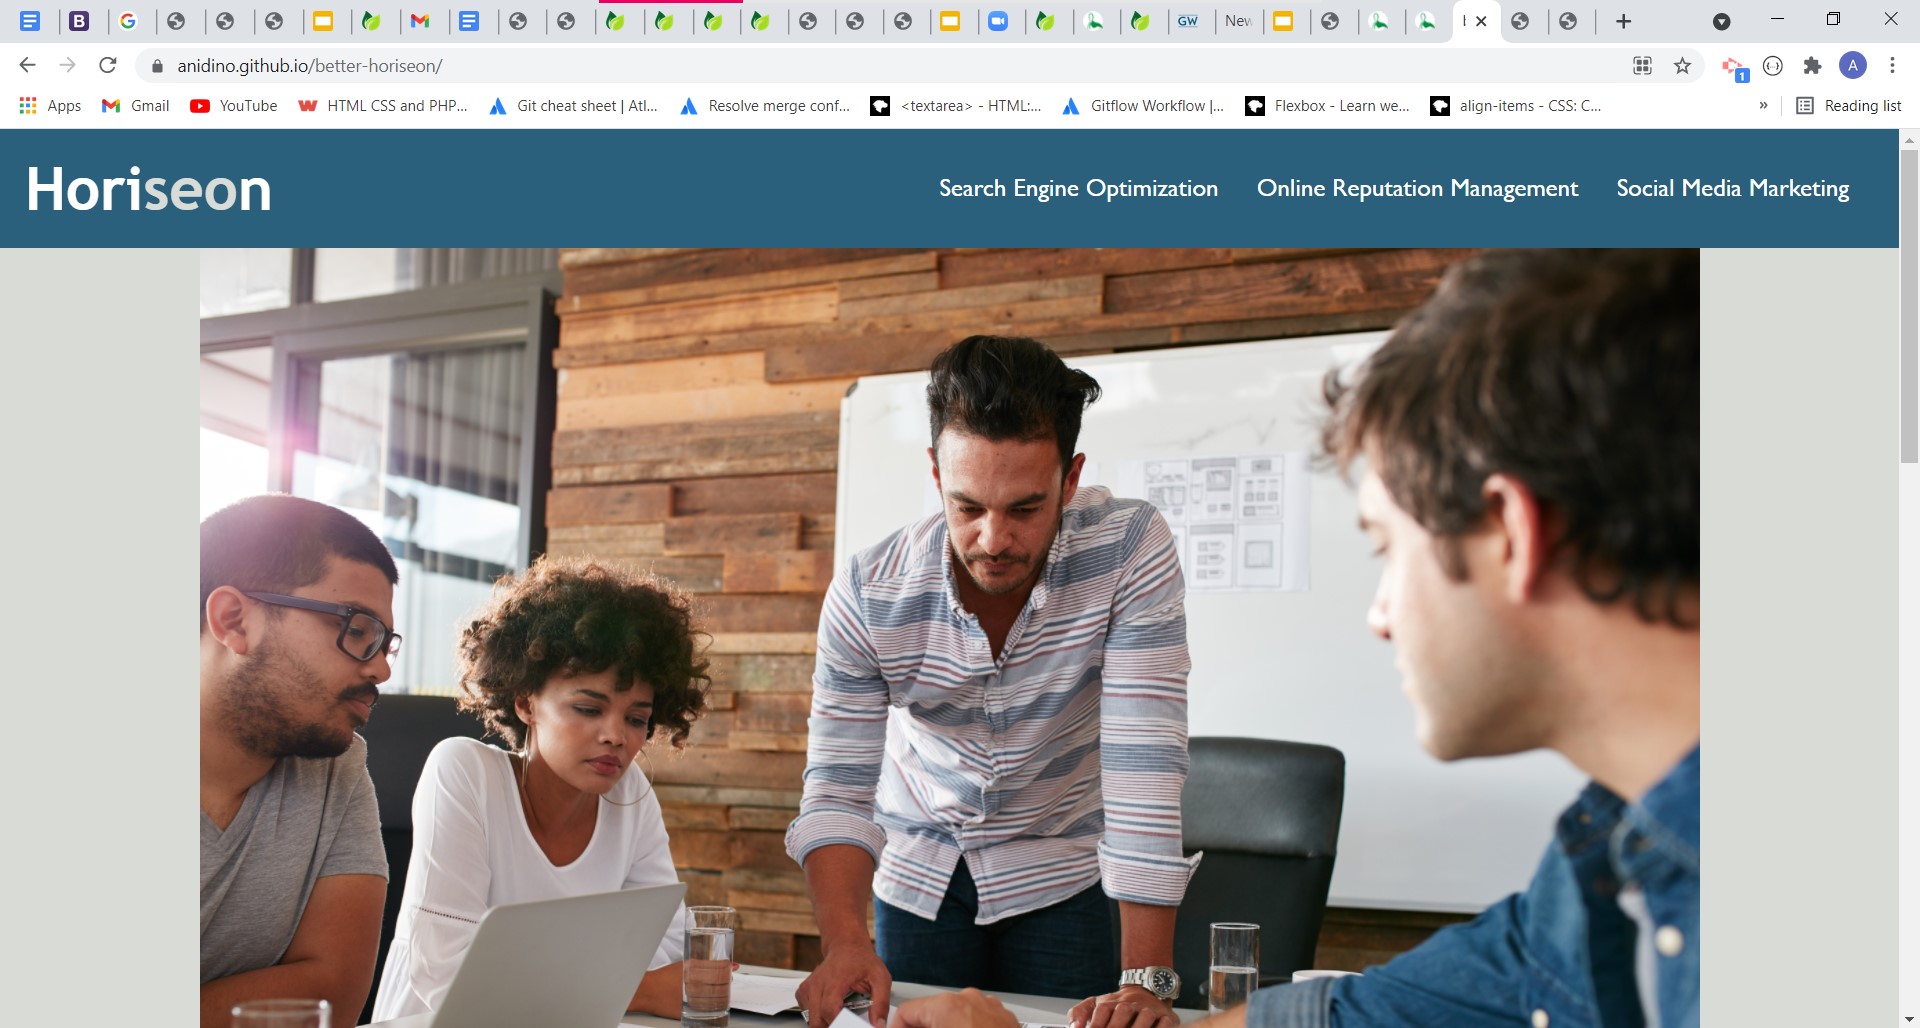 B
G
GW
New
anidino.github.io/better-horiseon/
1
A
Apps
Gmail
YouTube
HTML CSS and PHP...
Git cheat sheet | Atl...
Resolve merge conf...
<textarea> - HTML:...
Gitflow Workflow |...
Flexbox - Learn we...
align-items - CSS: C...
»
Reading list
Horiseon
Search Engine Optimization
Online Reputation Management
Social Media Marketing